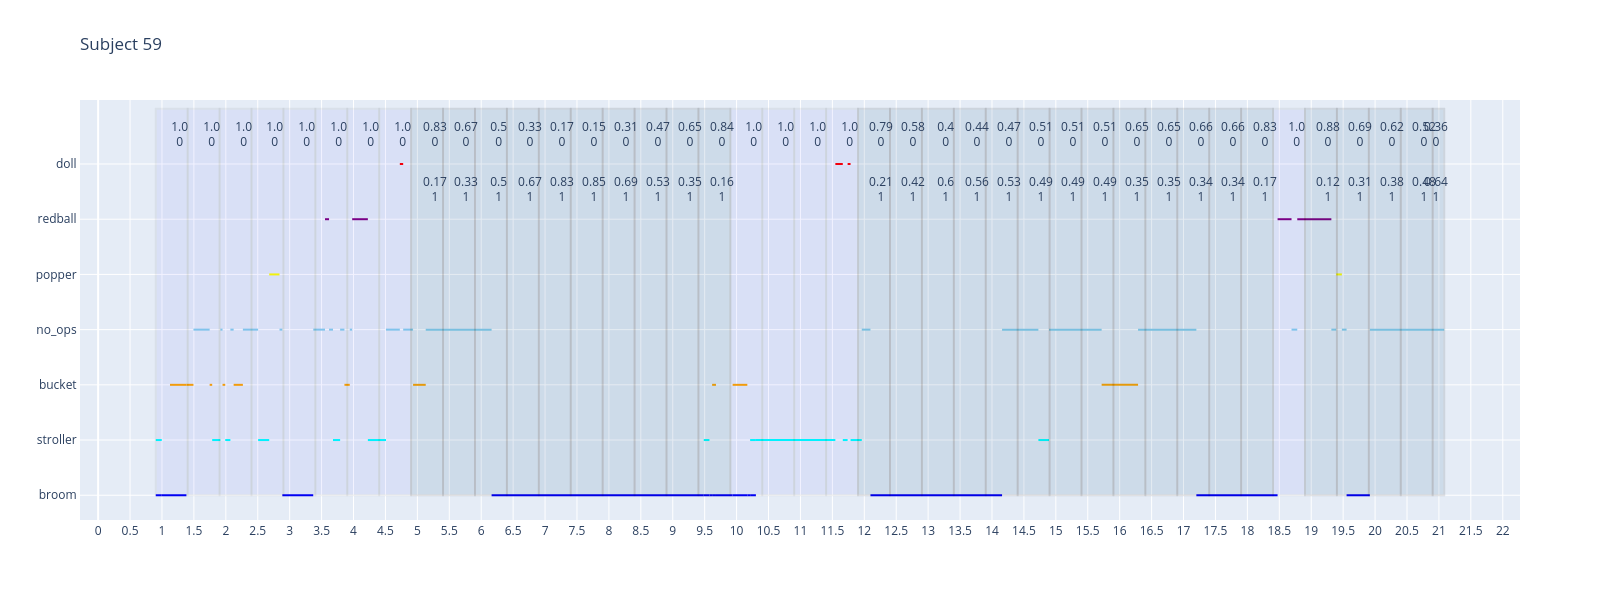 Subject 59
1.0 1.0 1.0 1.0 1.0 1.0 1.0 1.0 0.83 0.67 0.5 0.33 0.17 0.15 0.31 0.47 0.65 0.84 1.0 1.0 1.0 1.0 0.79 0.58 0.4 0.44 0.47 0.51 0.51 0.51 0.65 0.65 0.66 0.66 0.83 1.0 0.88 0.69 0.62 0.52 0.36
0 0 0 0 0 0 0 0 0 0 0 0 0 0 0 0 0 0 0 0 0 0 0 0 0 0 0 0 0 0 0 0 0 0 0 0 0 0 0 0 0
doll
0.17 0.33 0.5 0.67 0.83 0.85 0.69 0.53 0.35 0.16 0.21 0.42 0.6 0.56 0.53 0.49 0.49 0.49 0.35 0.35 0.34 0.34 0.17 0.12 0.31 0.38 0.48 0.64
1 1 1 1 1 1 1 1 1 1 1 1 1 1 1 1 1 1 1 1 1 1 1 1 1 1 1 1
redball
popper
no_ops
bucket
stroller
broom
0 0.5 1 1.5 2 2.5 3 3.5 4 4.5 5 5.5 6 6.5 7 7.5 8 8.5 9 9.5 10 10.5 11 11.5 12 12.5 13 13.5 14 14.5 15 15.5 16 16.5 17 17.5 18 18.5 19 19.5 20 20.5 21 21.5 22